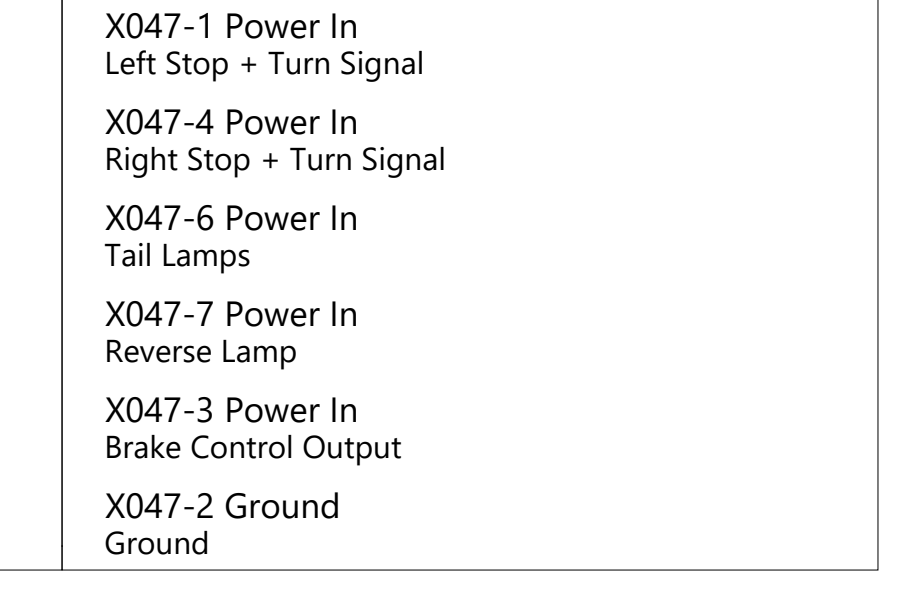 X047-1 Power In
Left Stop + Turn Signal
X047-4 Power In
Right Stop + Turn Signal
X047-6 Power In
Tail Lamps
X047-7 Power In
Reverse Lamp
X047-3 Power In
Brake Control Output
X047-2 Ground
Ground